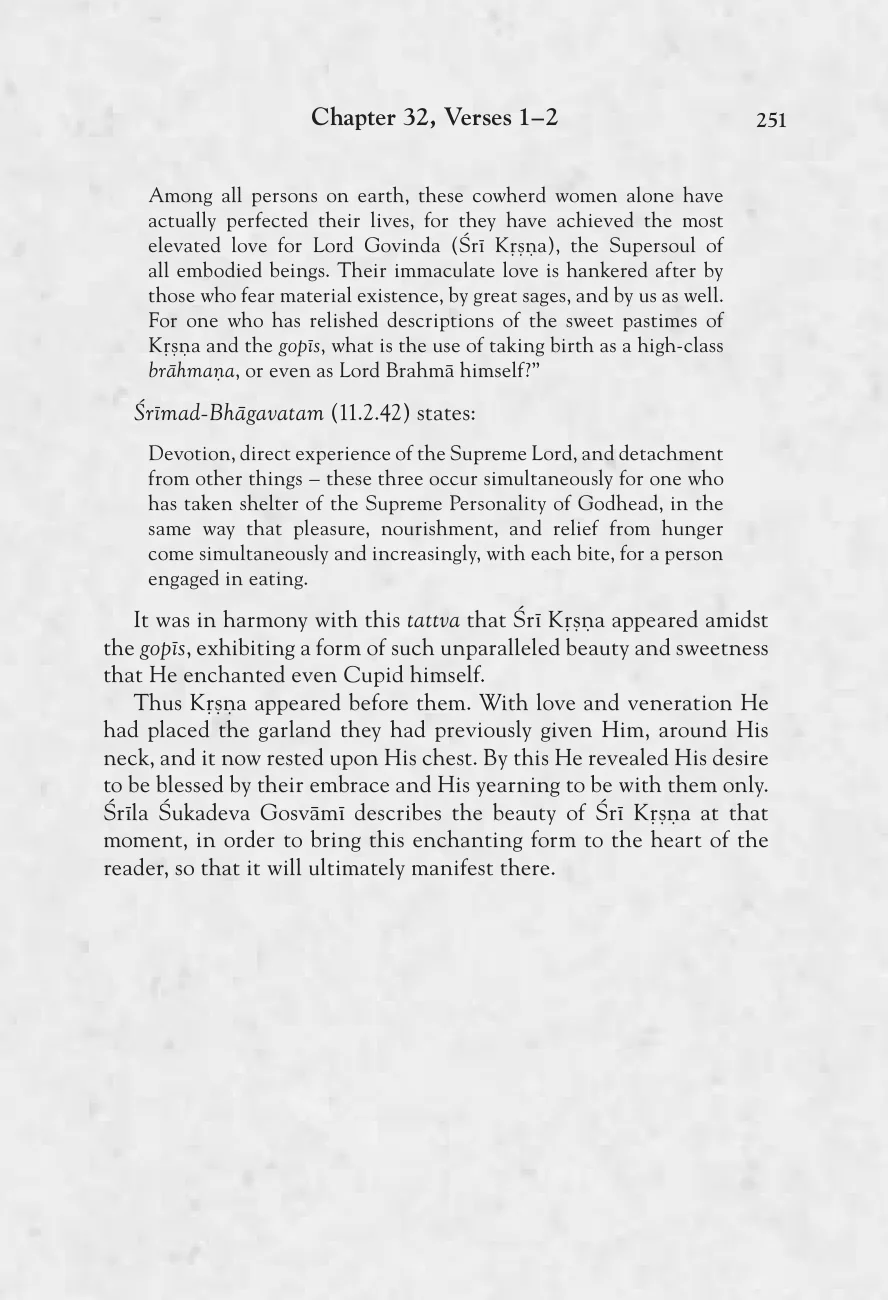 Chapter 32, Verses 1–2
251
Among all persons on earth, these cowherd women alone have
actually perfected their lives, for they have achieved the most
elevated love for Lord Govinda (Śrī Kṛṣṇa), the Supersoul of
all embodied beings. Their immaculate love is hankered after by
those who fear material existence, by great sages, and by us as well.
For one who has relished descriptions of the sweet pastimes of
Kṛṣṇa and the gopīs, what is the use of taking birth as a high-class
brāhmaṇa, or even as Lord Brahmā himself?”
Śrīmad-Bhāgavatam (11.2.42) states:
Devotion, direct experience of the Supreme Lord, and detachment
from other things – these three occur simultaneously for one who
has taken shelter of the Supreme Personality of Godhead, in the
same way that pleasure, nourishment, and relief from hunger
come simultaneously and increasingly, with each bite, for a person
engaged in eating.
It was in harmony with this tattva that Śrī Kṛṣṇa appeared amidst
the gopīs, exhibiting a form of such unparalleled beauty and sweetness
that He enchanted even Cupid himself.
Thus Kṛṣṇa appeared before them. With love and veneration He
had placed the garland they had previously given Him, around His
neck, and it now rested upon His chest. By this He revealed His desire
to be blessed by their embrace and His yearning to be with them only.
Śrīla Śukadeva Gosvāmī describes the beauty of Śrī Kṛṣṇa at that
moment, in order to bring this enchanting form to the heart of the
reader, so that it will ultimately manifest there.